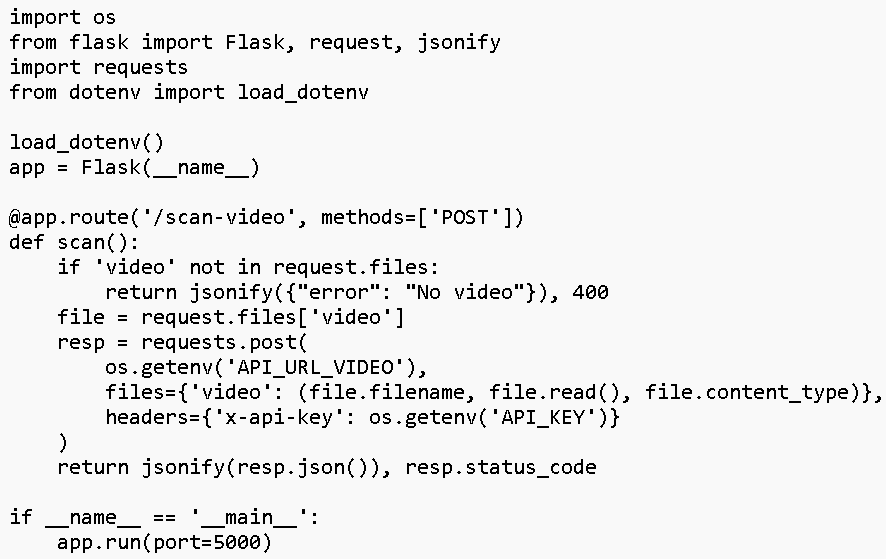 import os
from flask import Flask, request, jsonify
import requests
from dotenv import load_dotenv

load_dotenv()
app = Flask(__name__)

@app.route('/scan-video', methods=['POST'])
def scan():
    if 'video' not in request.files:
        return jsonify({"error": "No video"}), 400
    file = request.files['video']
    resp = requests.post(
        os.getenv('API_URL_VIDEO'),
        files={'video': (file.filename, file.read(), file.content_type)},
        headers={'x-api-key': os.getenv('API_KEY')}
    )
    return jsonify(resp.json()), resp.status_code

if __name__ == '__main__':
    app.run(port=5000)